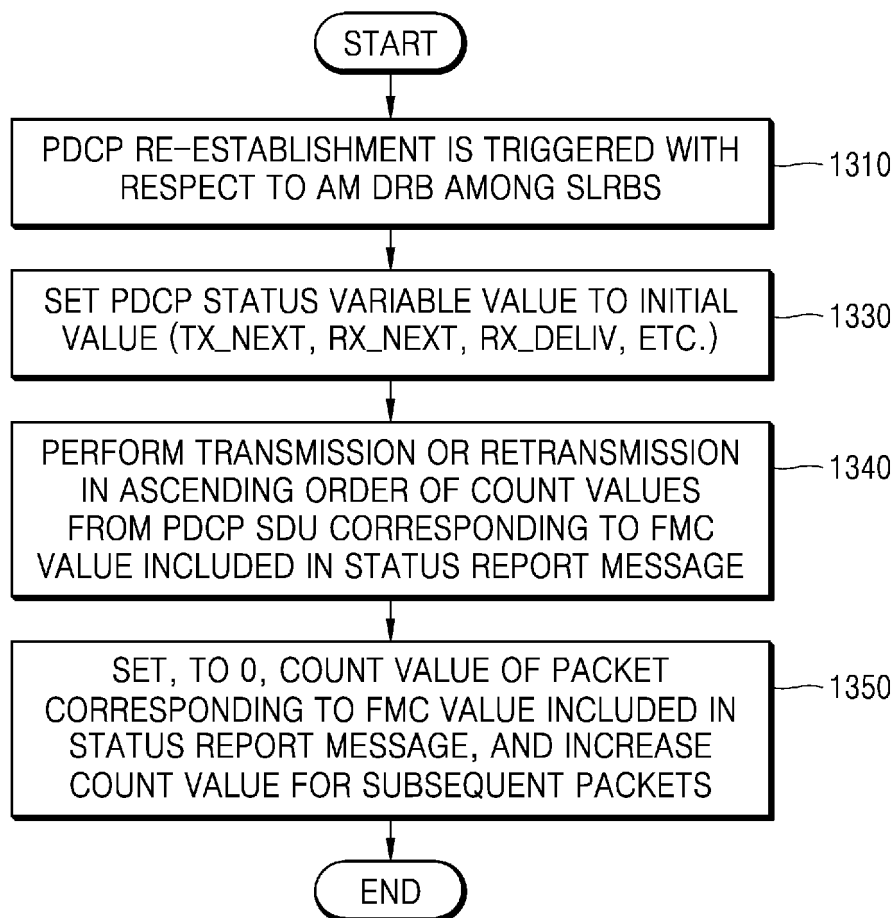 START
PDCP RE-ESTABLISHMENT IS TRIGGERED WITH
RESPECT TO AM DRB AMONG SLRBS
1310
SET PDCP STATUS VARIABLE VALUE TO INITIAL
VALUE (TX_NEXT, RX_NEXT, RX_DELIV, ETC.)
1330
PERFORM TRANSMISSION OR RETRANSMISSION
IN ASCENDING ORDER OF COUNT VALUES
FROM PDCP SDU CORRESPONDING TO FMC
VALUE INCLUDED IN STATUS REPORT MESSAGE
1340
SET, TO 0, COUNT VALUE OF PACKET
CORRESPONDING TO FMC VALUE INCLUDED IN
STATUS REPORT MESSAGE, AND INCREASE
COUNT VALUE FOR SUBSEQUENT PACKETS
1350
END